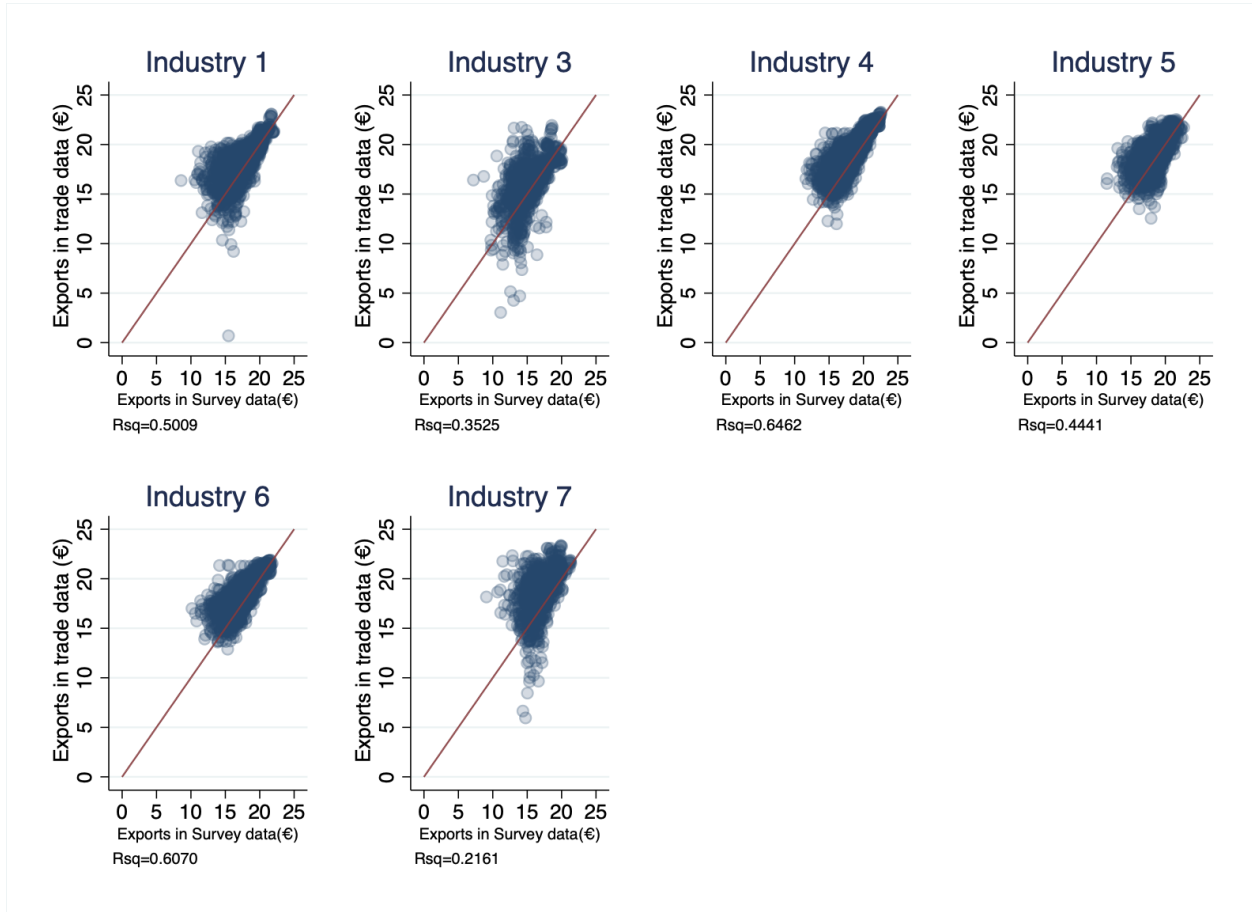 Industry 1
Exports in trade data (€)
25
20
15
10
5
0
0 5 10 15 20 25
Exports in Survey data(€)
Rsq=0.5009
Industry 3
Exports in trade data (€)
25
20
15
10
5
0
0 5 10 15 20 25
Exports in Survey data(€)
Rsq=0.3525
Industry 4
Exports in trade data (€)
25
20
15
10
5
0
0 5 10 15 20 25
Exports in Survey data(€)
Rsq=0.6462
Industry 5
Exports in trade data (€)
25
20
15
10
5
0
0 5 10 15 20 25
Exports in Survey data(€)
Rsq=0.4441
Industry 6
Exports in trade data (€)
25
20
15
10
5
0
0 5 10 15 20 25
Exports in Survey data(€)
Rsq=0.6070
Industry 7
Exports in trade data (€)
25
20
15
10
5
0
0 5 10 15 20 25
Exports in Survey data(€)
Rsq=0.2161